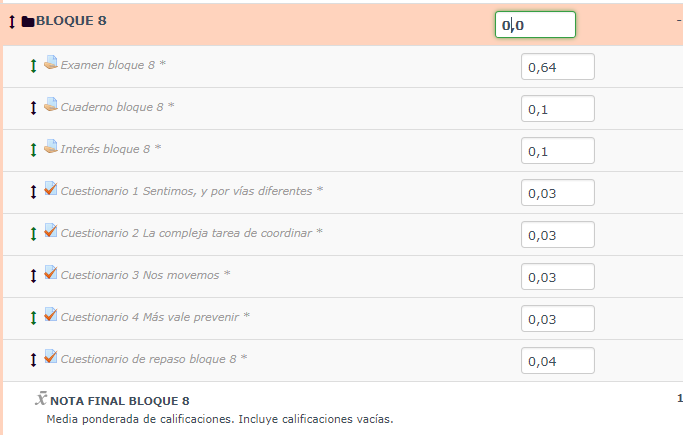 BLOQUE 8 0,0 -
Examen bloque 8 * 0,64
Cuaderno bloque 8 * 0,1
Interés bloque 8 * 0,1
Cuestionario 1 Sentimos, y por vías diferentes * 0,03
Cuestionario 2 La compleja tarea de coordinar * 0,03
Cuestionario 3 Nos movemos * 0,03
Cuestionario 4 Más vale prevenir * 0,03
Cuestionario de repaso bloque 8 * 0,04
x̄ NOTA FINAL BLOQUE 8 1
Media ponderada de calificaciones. Incluye calificaciones vacías.